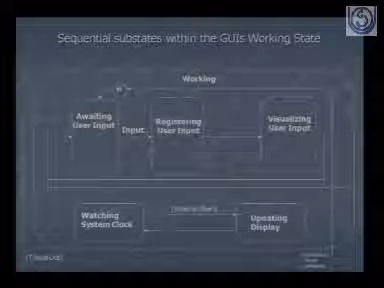 Sequential substates within the GUIs Working State
Working
Awaiting
User Input
Input
Registering
User Input
Visualizing
User Input
Watching
System Clock
Updating
Display